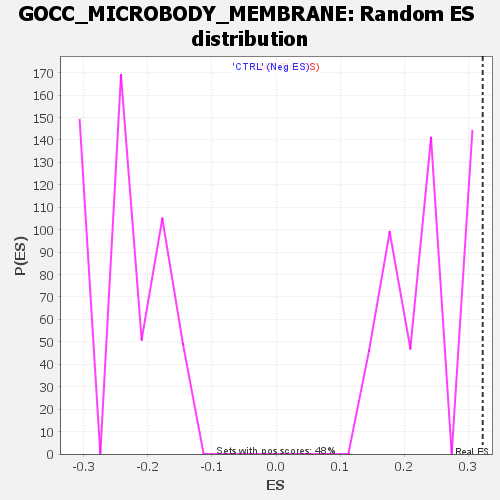 GOCC_MICROBODY_MEMBRANE: Random ES
distribution
'CTRL' (Neg ES)S)
170
160
150
140
130
120
110
100
90
80
70
60
50
40
30
20
10
0
P(ES)
Sets with pos scores: 48%
Real ES
-0.3 -0.2 -0.1 0.0 0.1 0.2 0.3
ES